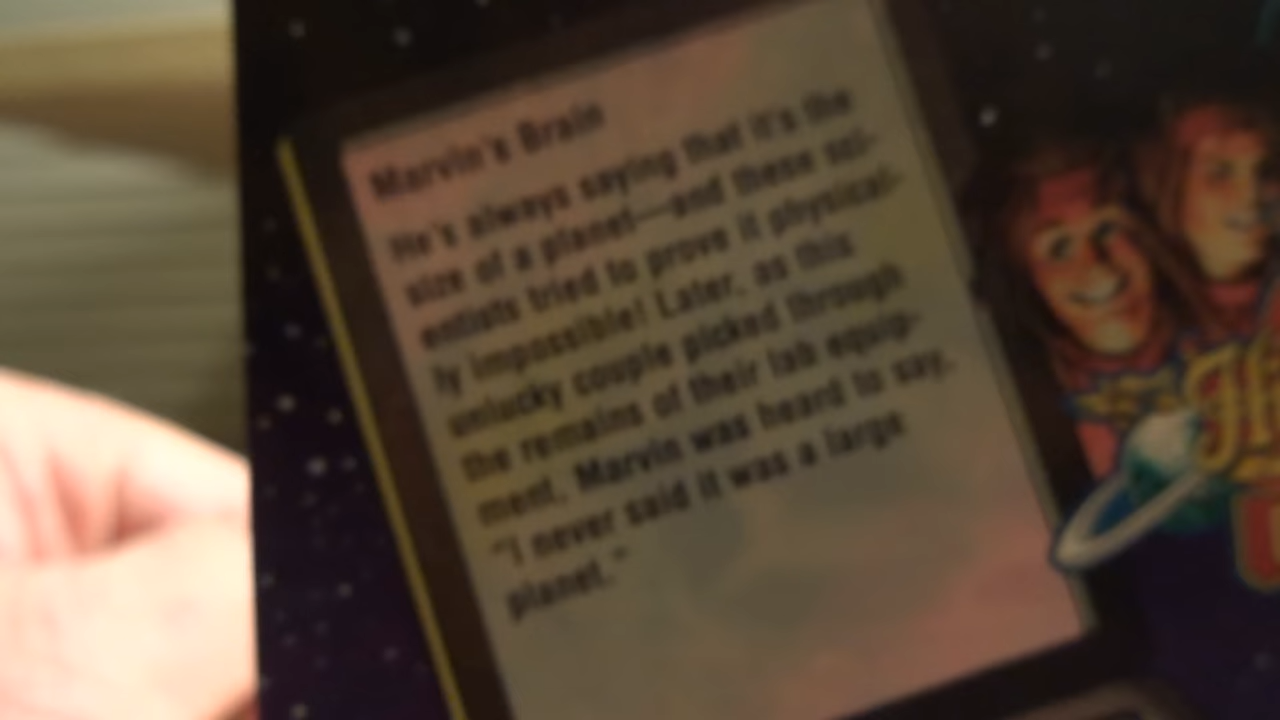 Marvin's Brain
He's always saying that it's the
size of a planet—and these sci-
entists tried to prove it physical-
ly impossible! Later, as this
unlucky couple picked through
the remains of their lab equip-
ment, Marvin was heard to say,
"I never said it was a large
planet."